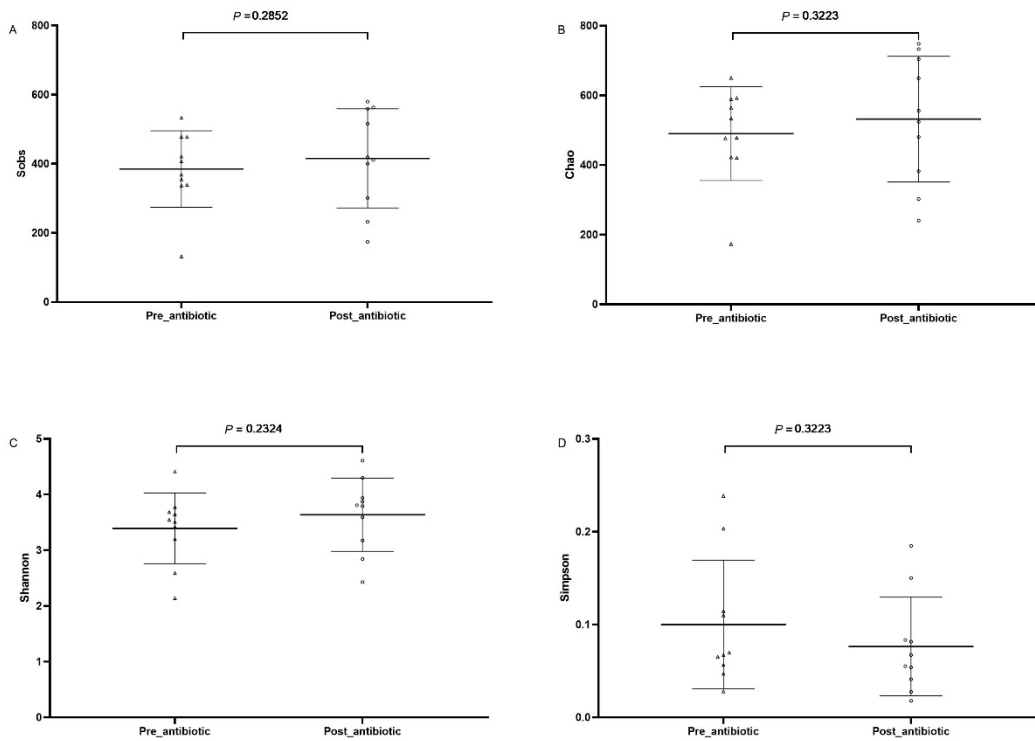 A
P = 0.2852
800
600
400
200
0
Sobs
Pre_antibiotic
Post_antibiotic
B
P = 0.3223
800
600
400
200
0
Chao
Pre_antibiotic
Post_antibiotic
C
P = 0.2324
5
4
3
2
1
0
Shannon
Pre_antibiotic
Post_antibiotic
D
P = 0.3223
0.3
0.2
0.1
0.0
Simpson
Pre_antibiotic
Post_antibiotic